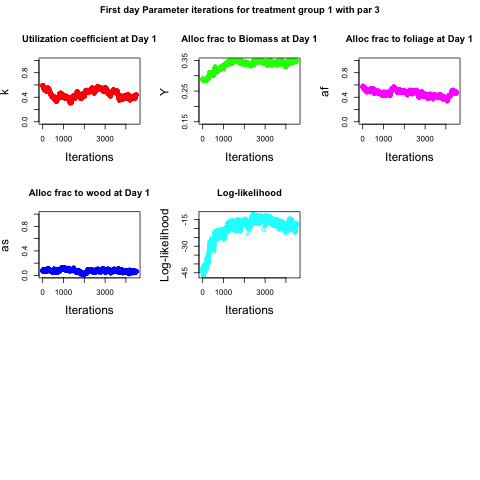 First day Parameter iterations for treatment group 1 with par 3
Utilization coefficient at Day 1
k
0.0 0.4 0.8
0 1000 3000
Iterations
Alloc frac to Biomass at Day 1
Y
0.15 0.25 0.35
0 1000 3000
Iterations
Alloc frac to foliage at Day 1
af
0.0 0.4 0.8
0 1000 3000
Iterations
Alloc frac to wood at Day 1
as
0.0 0.4 0.8
0 1000 3000
Iterations
Log-likelihood
Log-likelihood
-45 -30 -15
0 1000 3000
Iterations